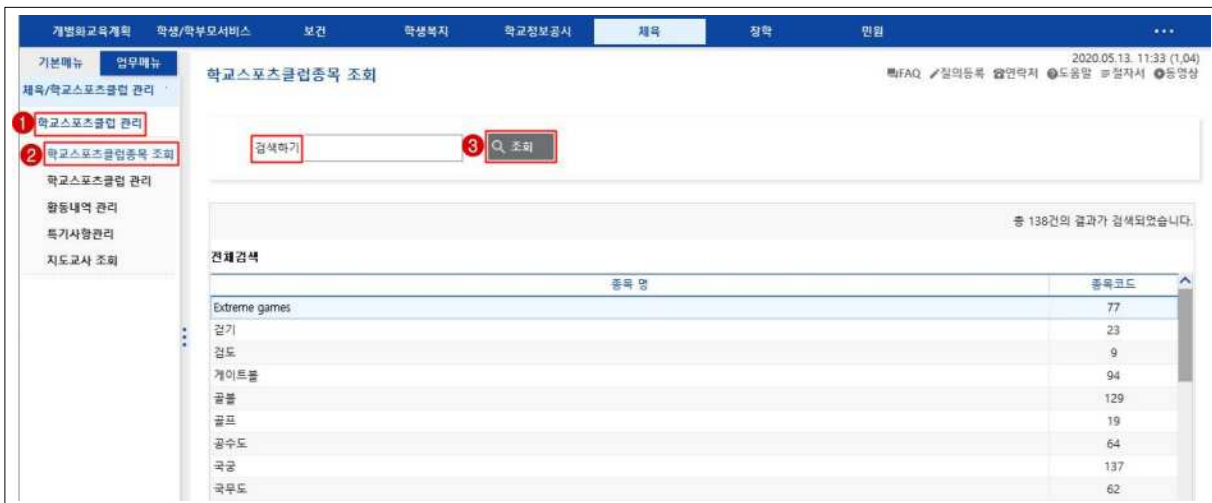 개별화교육계획 학생/학부모서비스 보건 학생복지 학교정보공시 체육 장학 민원 •••
기본메뉴 업무메뉴
2020.05.13. 11:33 (1,04)
학교스포츠클럽종목 조회
FAQ 질의등록 연락처 도움말 절차서 동영상
체육/학교스포츠클럽 관리
1 학교스포츠클럽 관리
2 학교스포츠클럽종목 조회
검색하기 3 조회
학교스포츠클럽 관리
활동내역 관리
특기사항관리
지도교사 조회
총 138건의 결과가 검색되었습니다.
전체검색
종목 명 종목코드
Extreme games 77
걷기 23
검도 9
게이트볼 94
골볼 129
골프 19
공수도 64
국궁 137
국무도 62